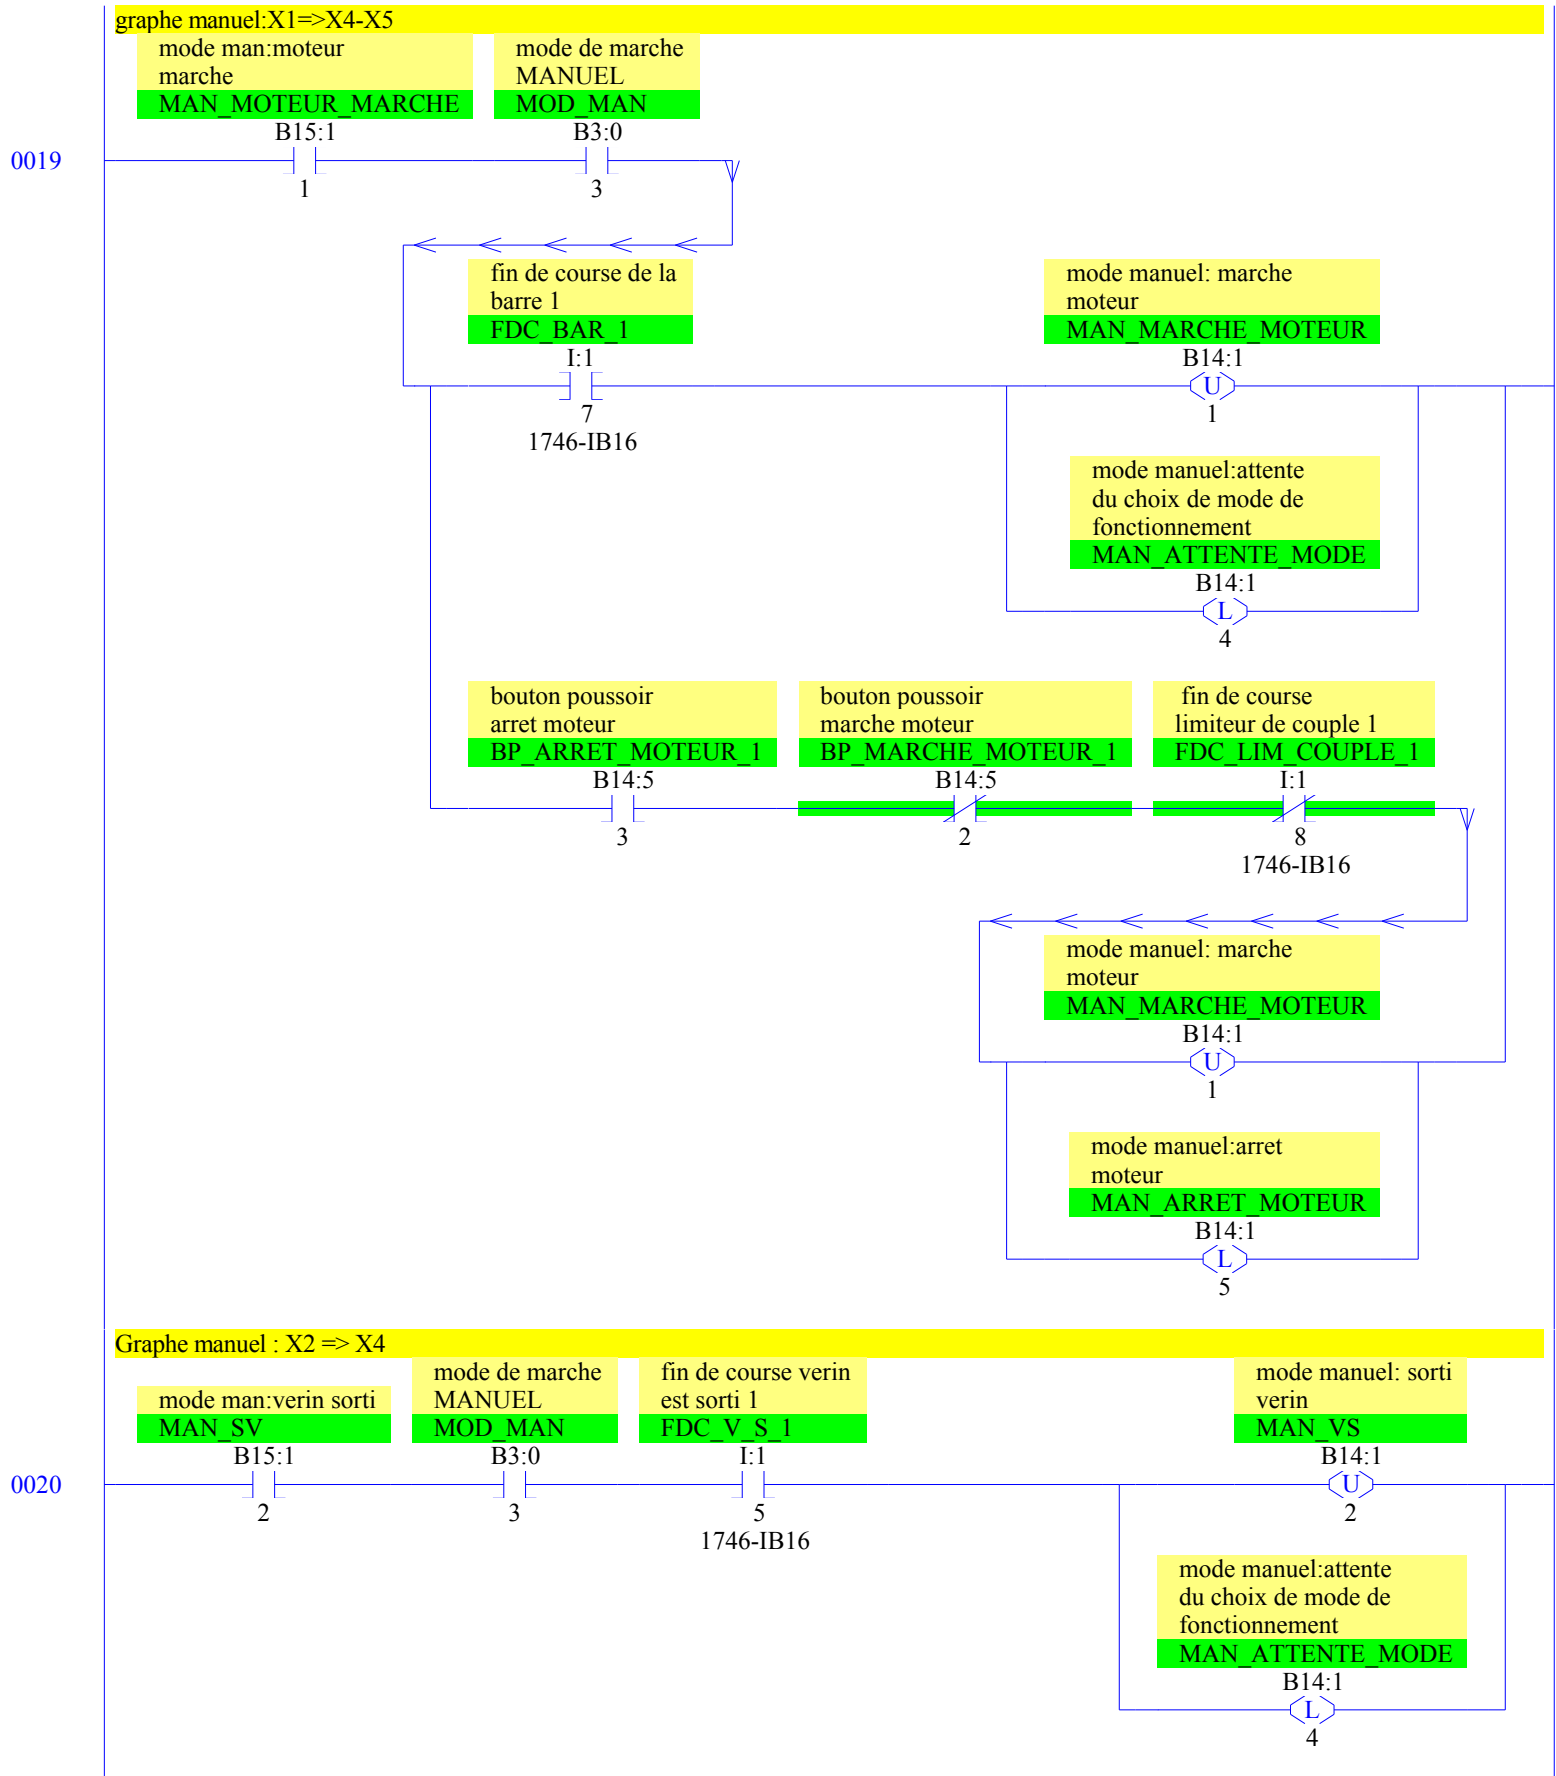 graphe manuel:X1=>X4-X5
mode man:moteur
marche
MAN_MOTEUR_MARCHE
B15:1
1
mode de marche
MANUEL
MOD_MAN
B3:0
3
0019
fin de course de la
barre 1
FDC_BAR_1
I:1
7
1746-IB16
mode manuel: marche
moteur
MAN_MARCHE_MOTEUR
B14:1
U
1
mode manuel:attente
du choix de mode de
fonctionnement
MAN_ATTENTE_MODE
B14:1
L
4
bouton poussoir
arret moteur
BP_ARRET_MOTEUR_1
B14:5
3
bouton poussoir
marche moteur
BP_MARCHE_MOTEUR_1
B14:5
2
fin de course
limiteur de couple 1
FDC_LIM_COUPLE_1
I:1
8
1746-IB16
mode manuel: marche
moteur
MAN_MARCHE_MOTEUR
B14:1
U
1
mode manuel:arret
moteur
MAN_ARRET_MOTEUR
B14:1
L
5
Graphe manuel : X2 => X4
mode man:verin sorti
MAN_SV
B15:1
2
mode de marche
MANUEL
MOD_MAN
B3:0
3
fin de course verin
est sorti 1
FDC_V_S_1
I:1
5
1746-IB16
mode manuel: sorti
verin
MAN_VS
B14:1
U
2
0020
mode manuel:attente
du choix de mode de
fonctionnement
MAN_ATTENTE_MODE
B14:1
L
4